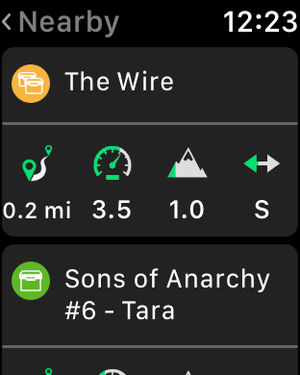 ‹ Nearby 12:23
The Wire
0.2 mi 3.5 1.0 S
Sons of Anarchy
#6 - Tara